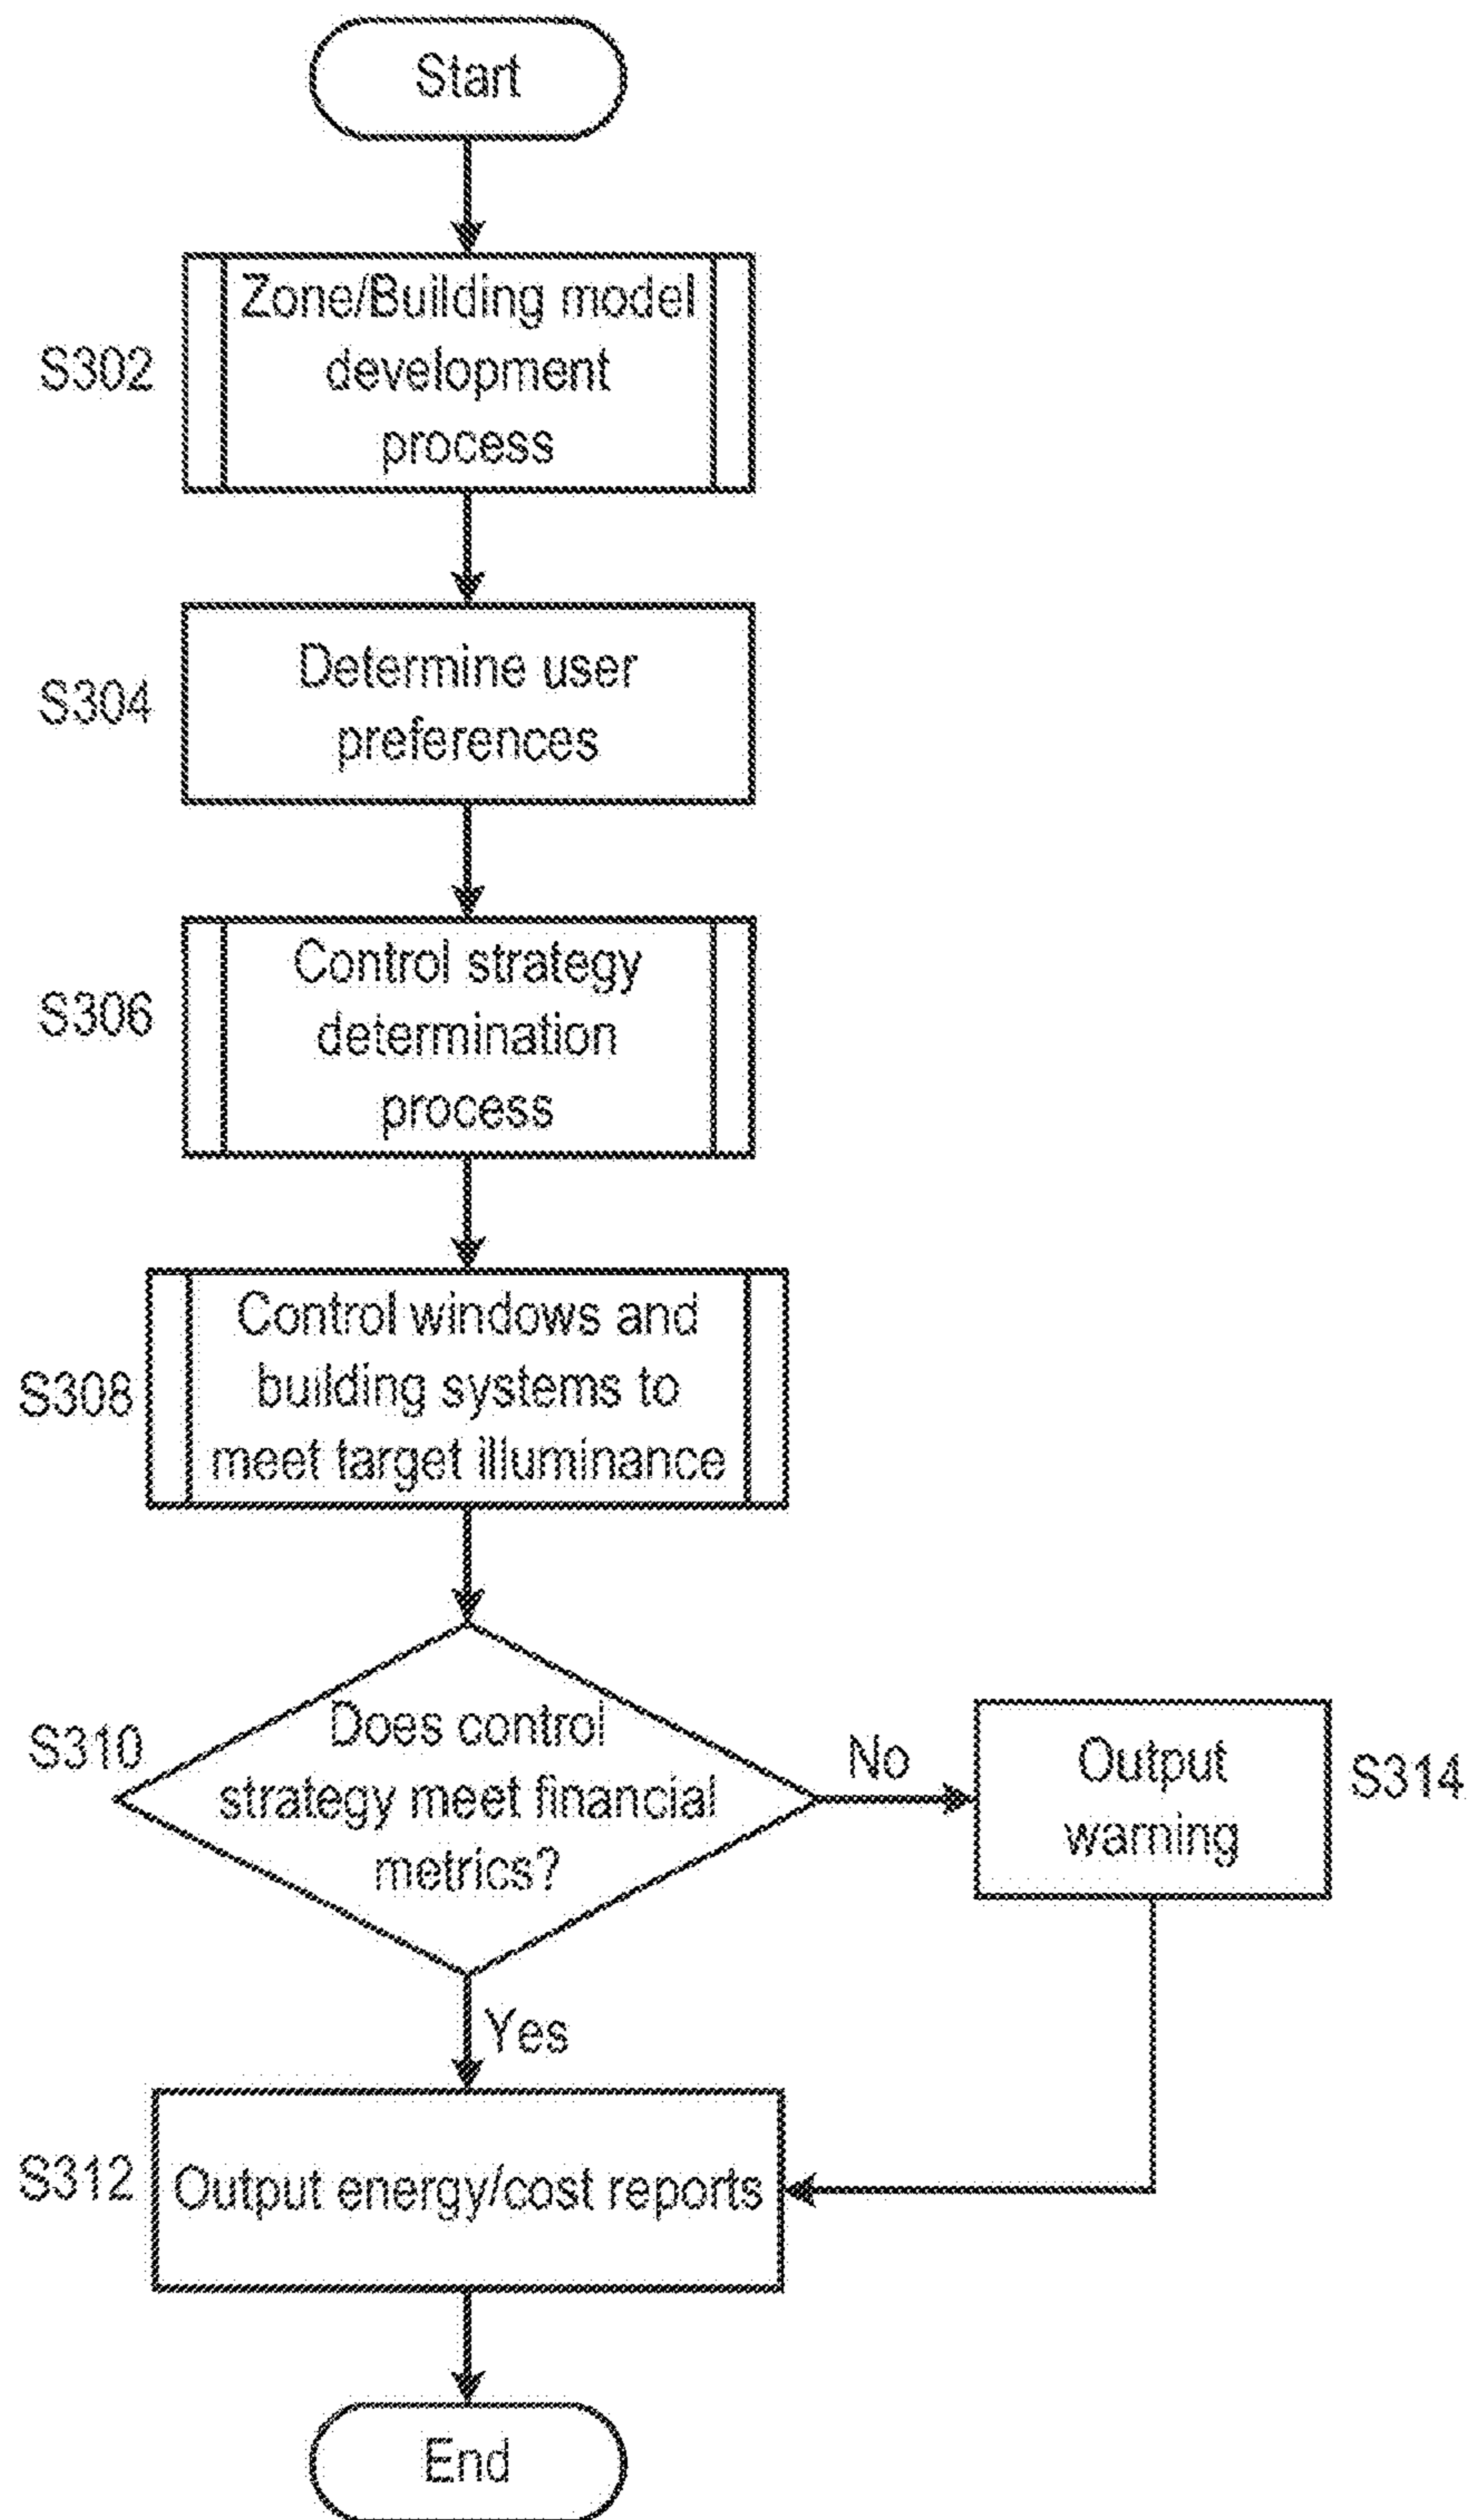 Start
S302
Zone/Building model
development
process
S304
Determine user
preferences
S306
Control strategy
determination
process
S308
Control windows and
building systems to
meet target illuminance
S310
Does control
strategy meet financial
metrics?
No
Output
warning
S314
Yes
S312
Output energy/cost reports
End